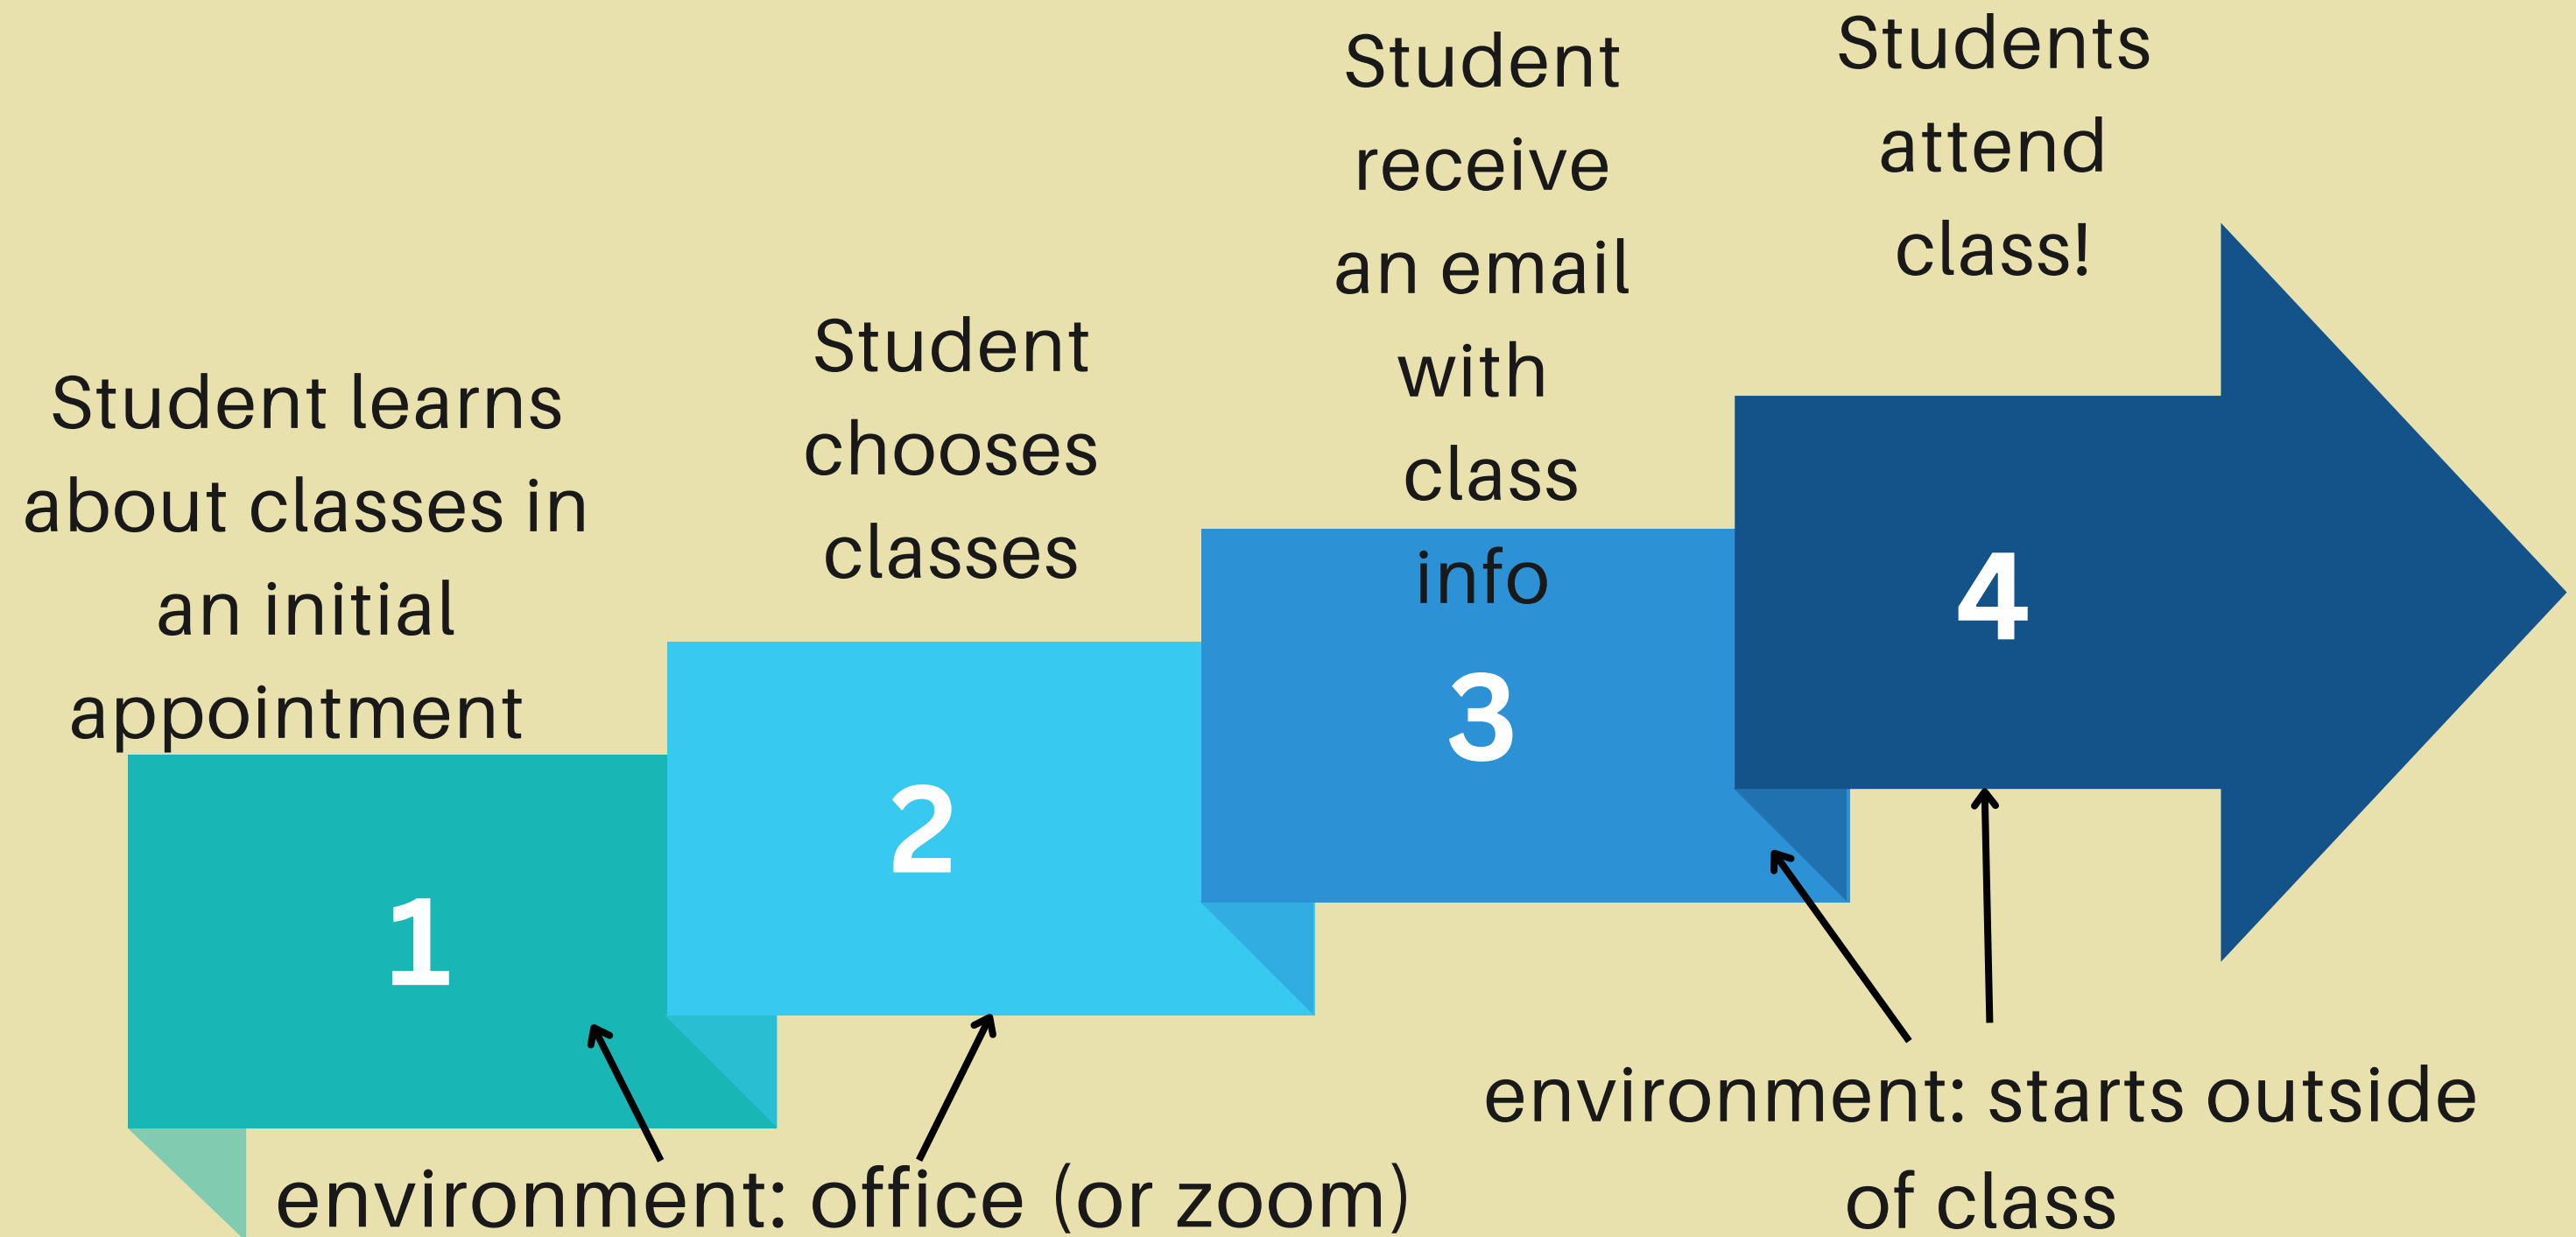 Student learns
about classes in
an initial
appointment
1
Student
chooses
classes
2
Student
receive
an email
with
class
info
3
Students
attend
class!
4
environment: office (or zoom)
environment: starts outside
of class